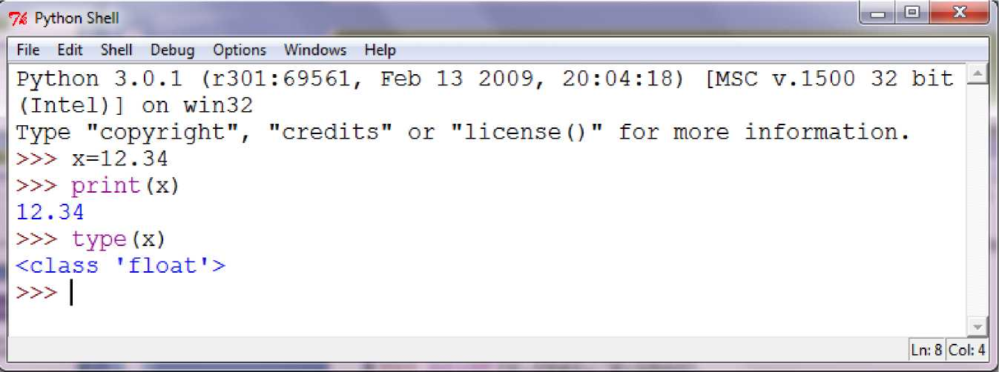 Python Shell
File Edit Shell Debug Options Windows Help
Python 3.0.1 (r301:69561, Feb 13 2009, 20:04:18) [MSC v.1500 32 bit
(Intel)] on win32
Type "copyright", "credits" or "license()" for more information.
>>> x=12.34
>>> print(x)
12.34
>>> type(x)
<class 'float'>
>>>
Ln: 8 Col: 4